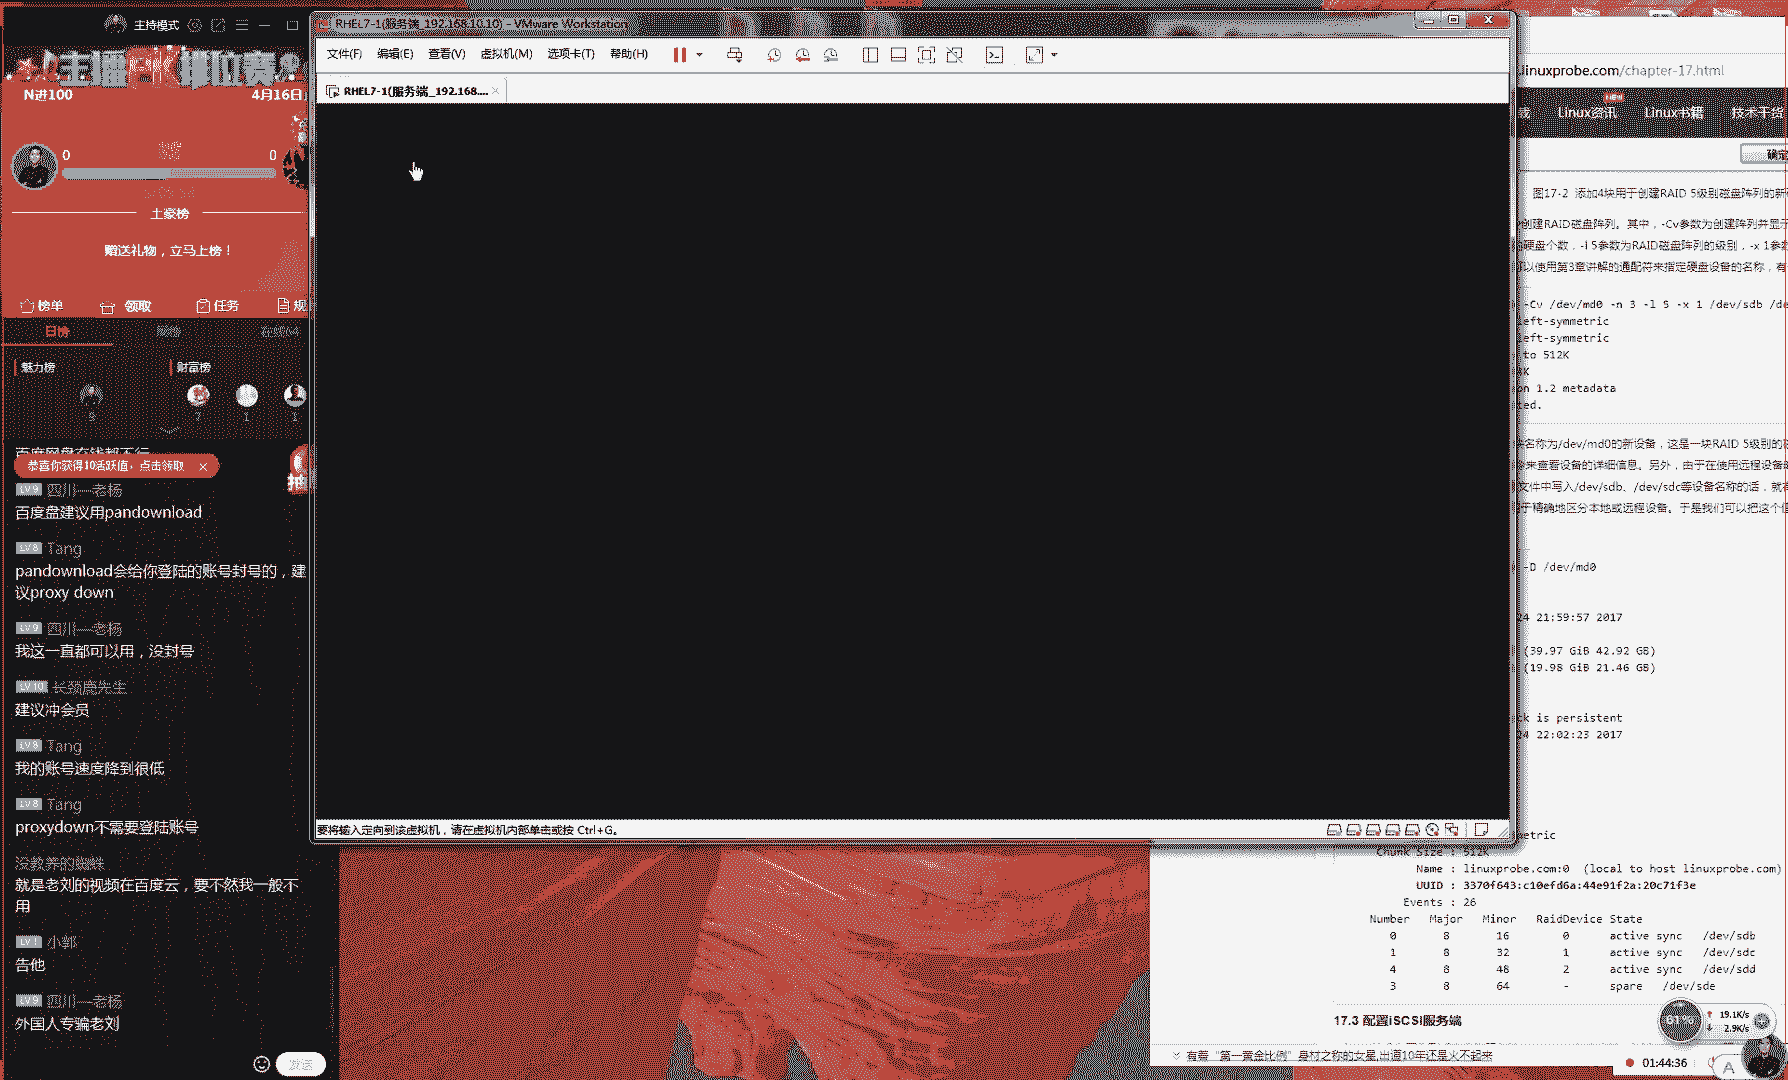 主持模式
主播PK排位赛
N进100
4月16日
0
0
土豪榜
赠送礼物，立马上榜！
榜单
领取
任务
规
日榜
魅力榜
财富榜
7
1
恭喜你获得10活跃值，点击领取
LV 9 四川—老杨
百度盘建议用pandownload
LV 8 Tang
pandownload会给你登陆的账号封号的，建
议proxy down
LV 9 四川—老杨
我这一直都可以用，没封号
LV 10 长颈鹿先生
建议冲会员
LV 8 Tang
我的账号速度降到很低
LV 8 Tang
proxydown不需要登陆账号
没教养的蜘蛛
就是老刘的视频在百度云，要不然我一般不
用
LV 1 小郭
告他
LV 9 四川—老杨
外国人专骗老刘
发送
RHEL7-1(服务端_192.168.10.10) - VMware Workstation
文件(F) 编辑(E) 查看(V) 虚拟机(M) 选项卡(T) 帮助(H)
RHEL7-1(服务端_192.168....
要将输入定向到该虚拟机，请在虚拟机内部单击或按 Ctrl+G。
linuxprobe.com/chapter-17.html
Linux资讯 Linux书籍 技术干货
NEW
确定
图17-2 添加4块用于创建RAID 5级别磁盘阵列的新
创建RAID磁盘阵列。其中，-Cv参数为创建阵列并显示
硬盘个数，-l 5参数为RAID磁盘阵列的级别，-x 1参数
以使用第3章讲解的通配符来指定硬盘设备的名称，有
-Cv /dev/md0 -n 3 -l 5 -x 1 /dev/sdb /de
eft-symmetric
eft-symmetric
to 512K
K
on 1.2 metadata
ted.
名称为/dev/md0的新设备，这是一块RAID 5级别的
来查看设备的详细信息。另外，由于在使用远程设备
文件中写入/dev/sdb、/dev/sdc等设备名称的话，就有
于精确地区分本地或远程设备。于是我们可以把这个值
-D /dev/md0
24 21:59:57 2017
(39.97 GiB 42.92 GB)
(19.98 GiB 21.46 GB)
ck is persistent
24 22:02:23 2017
metric
Chunk Size : 512K
Name : linuxprobe.com:0 (local to host linuxprobe.com)
UUID : 3370f643:c10efd6a:44e91f2a:20c71f3e
Events : 26
Number Major Minor RaidDevice State
0 8 16 0 active sync /dev/sdb
1 8 32 1 active sync /dev/sdc
4 8 48 2 active sync /dev/sdd
3 8 64 - spare /dev/sde
17.3 配置iSCSI服务端
19.1K/s
2.9K/s
有着“第一黄金比例”身材之称的女星,出道10年还是火不起来
01:44:36
A